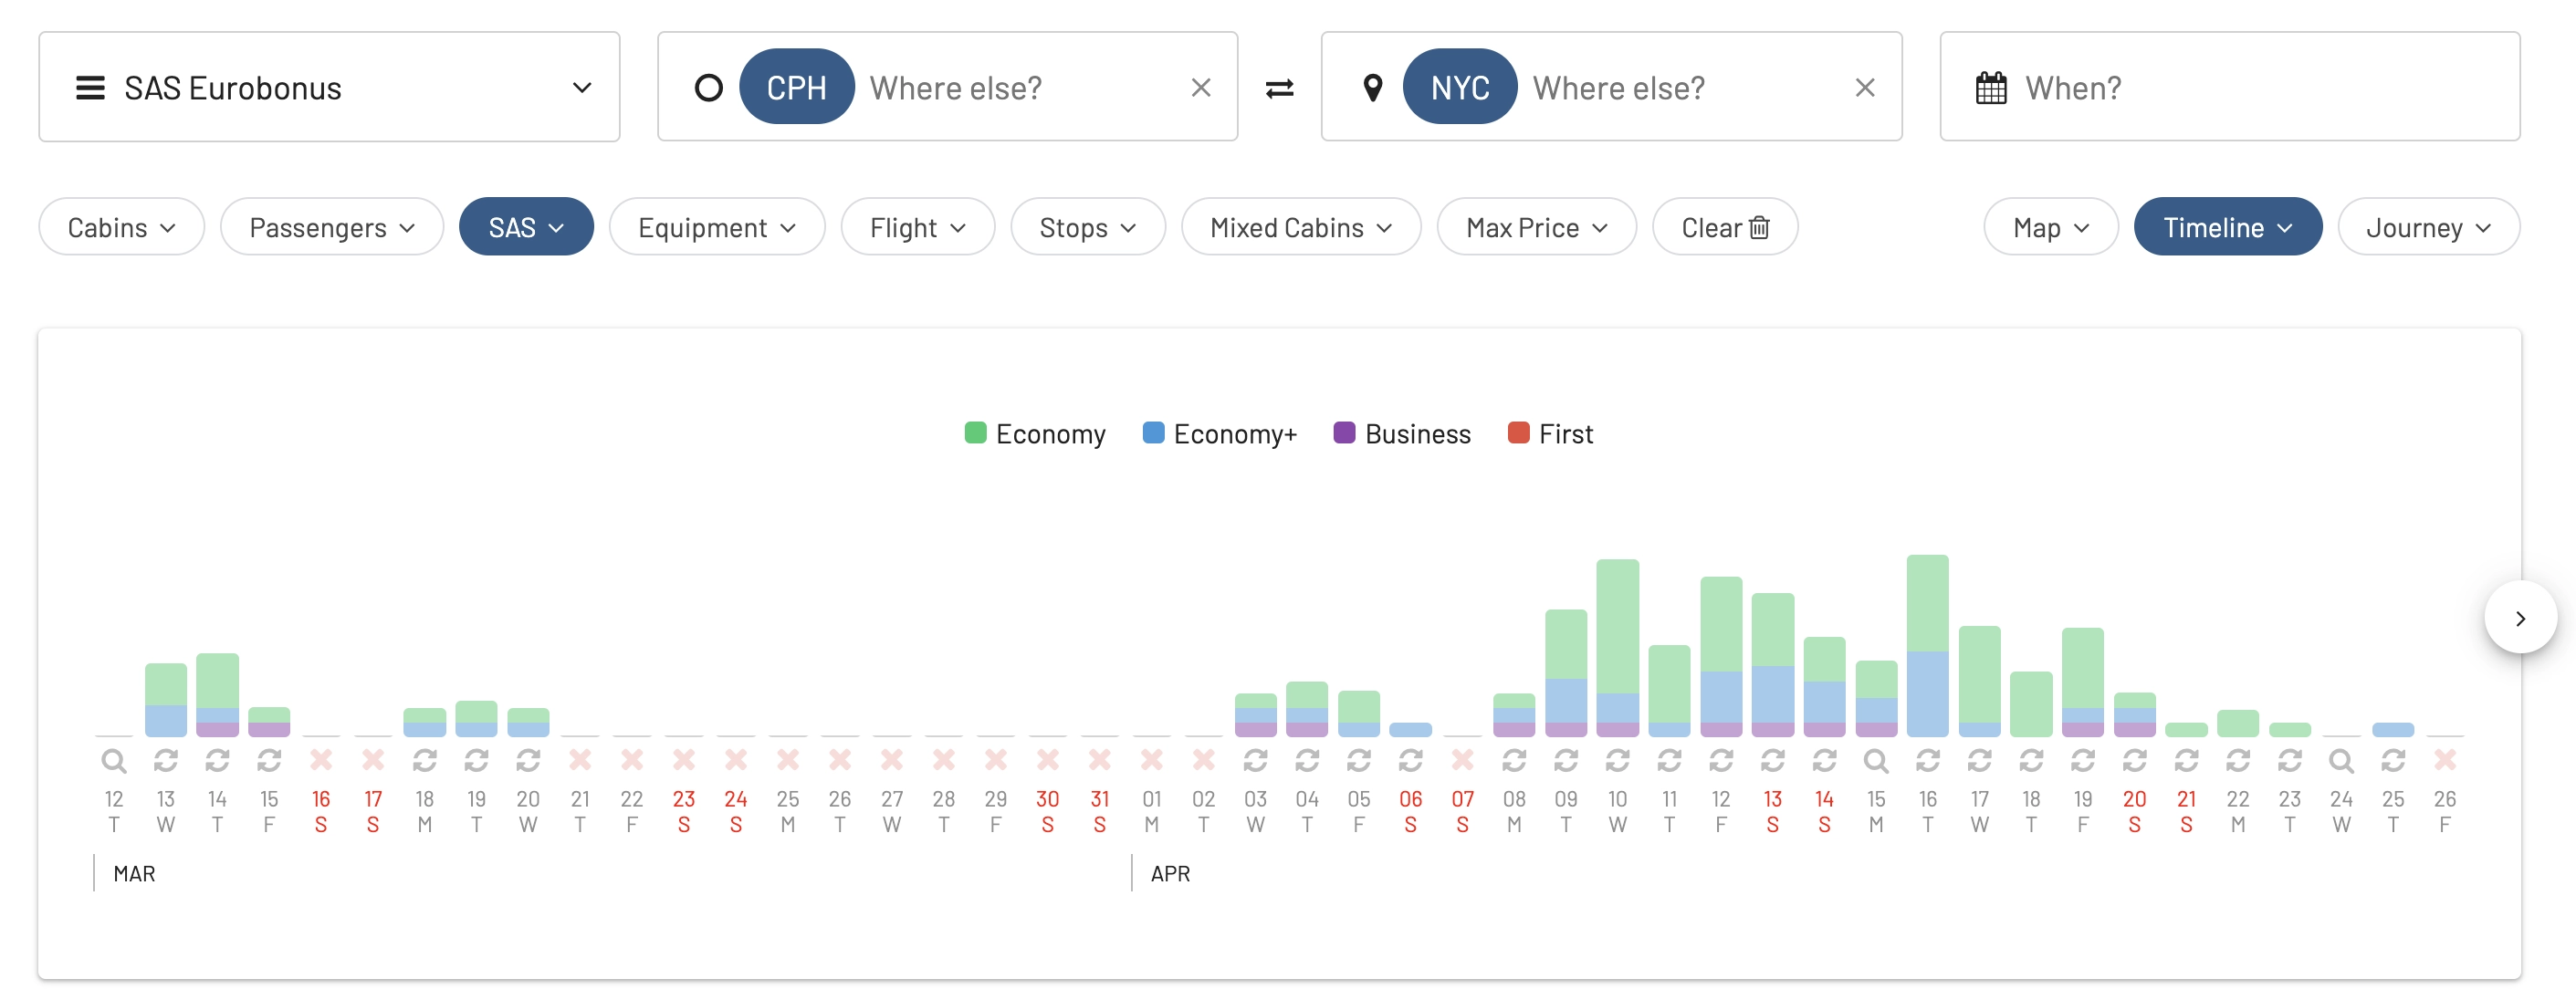 SAS Eurobonus
CPH Where else?
NYC Where else?
When?
Cabins Passengers SAS Equipment Flight Stops Mixed Cabins Max Price Clear Map Timeline Journey
Economy Economy+ Business First
12 13 14 15 16 17 18 19 20 21 22 23 24 25 26 27 28 29 30 31 01 02 03 04 05 06 07 08 09 10 11 12 13 14 15 16 17 18 19 20 21 22 23 24 25 26
T W T F S S M T W T F S S M T W T F S S M T W T F S S M T W T F S S M T W T F S S M T W T F
MAR APR